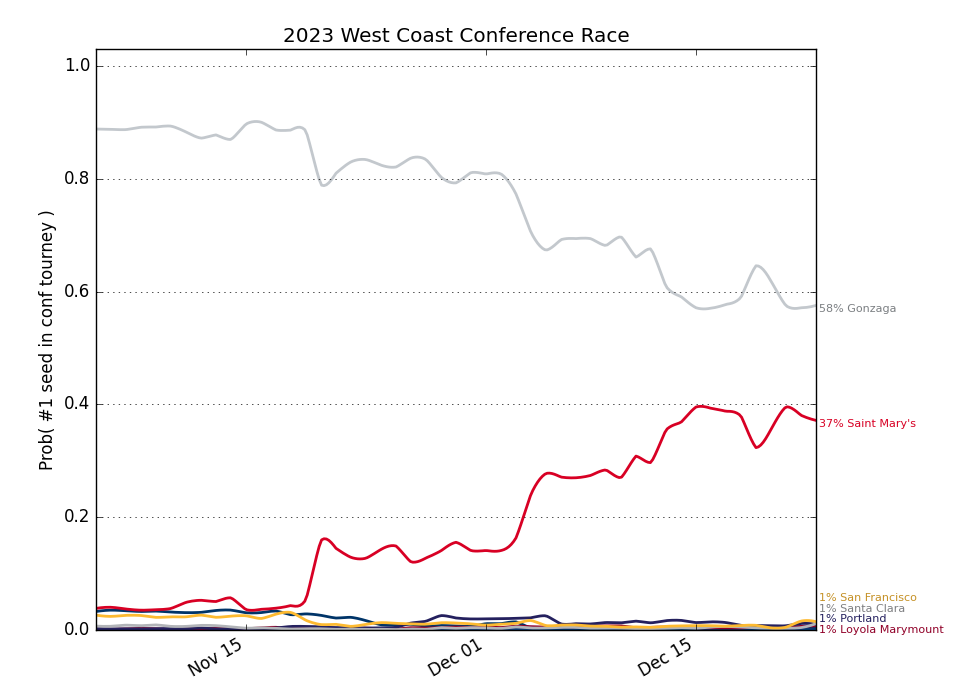 2023 West Coast Conference Race
Prob( #1 seed in conf tourney )
1.0
0.8
0.6
0.4
0.2
0.0
Nov 15
Dec 01
Dec 15
58% Gonzaga
37% Saint Mary's
1% San Francisco
1% Santa Clara
1% Portland
1% Loyola Marymount